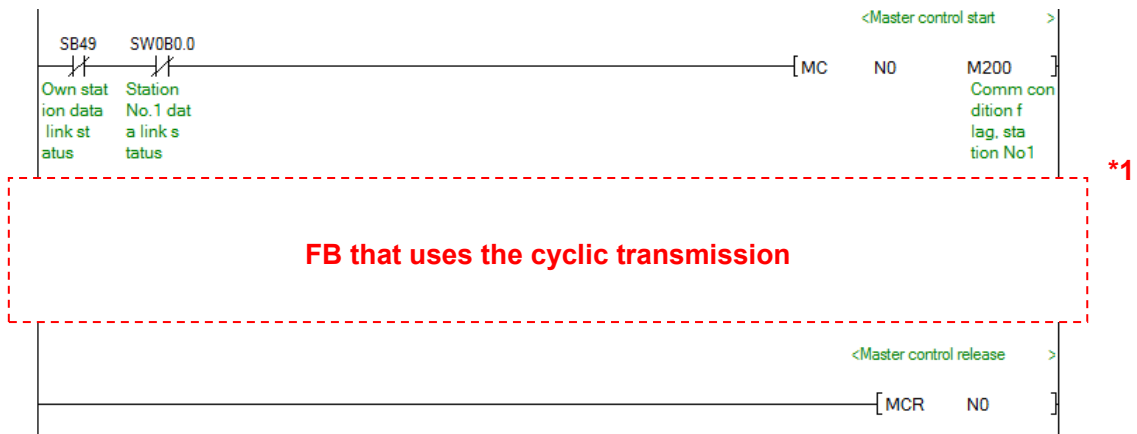 <Master control start >
SB49 SW0B0.0
MC N0 M200
Own stat Station Comm con
ion data No.1 dat dition f
link st a link s lag, sta
atus tatus tion No1
*1
FB that uses the cyclic transmission
<Master control release >
MCR N0